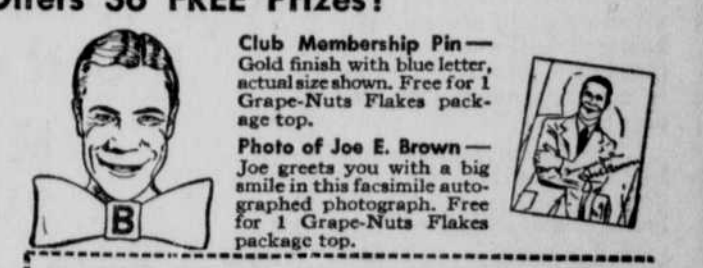 Offers 36 FREE Prizes!
Club Membership Pin—
Gold finish with blue letter,
actual size shown. Free for 1
Grape-Nuts Flakes pack-
age top.
Photo of Joe E. Brown—
Joe greets you with a big
smile in this facsimile auto-
graphed photograph. Free
for 1 Grape-Nuts Flakes
package top.
B